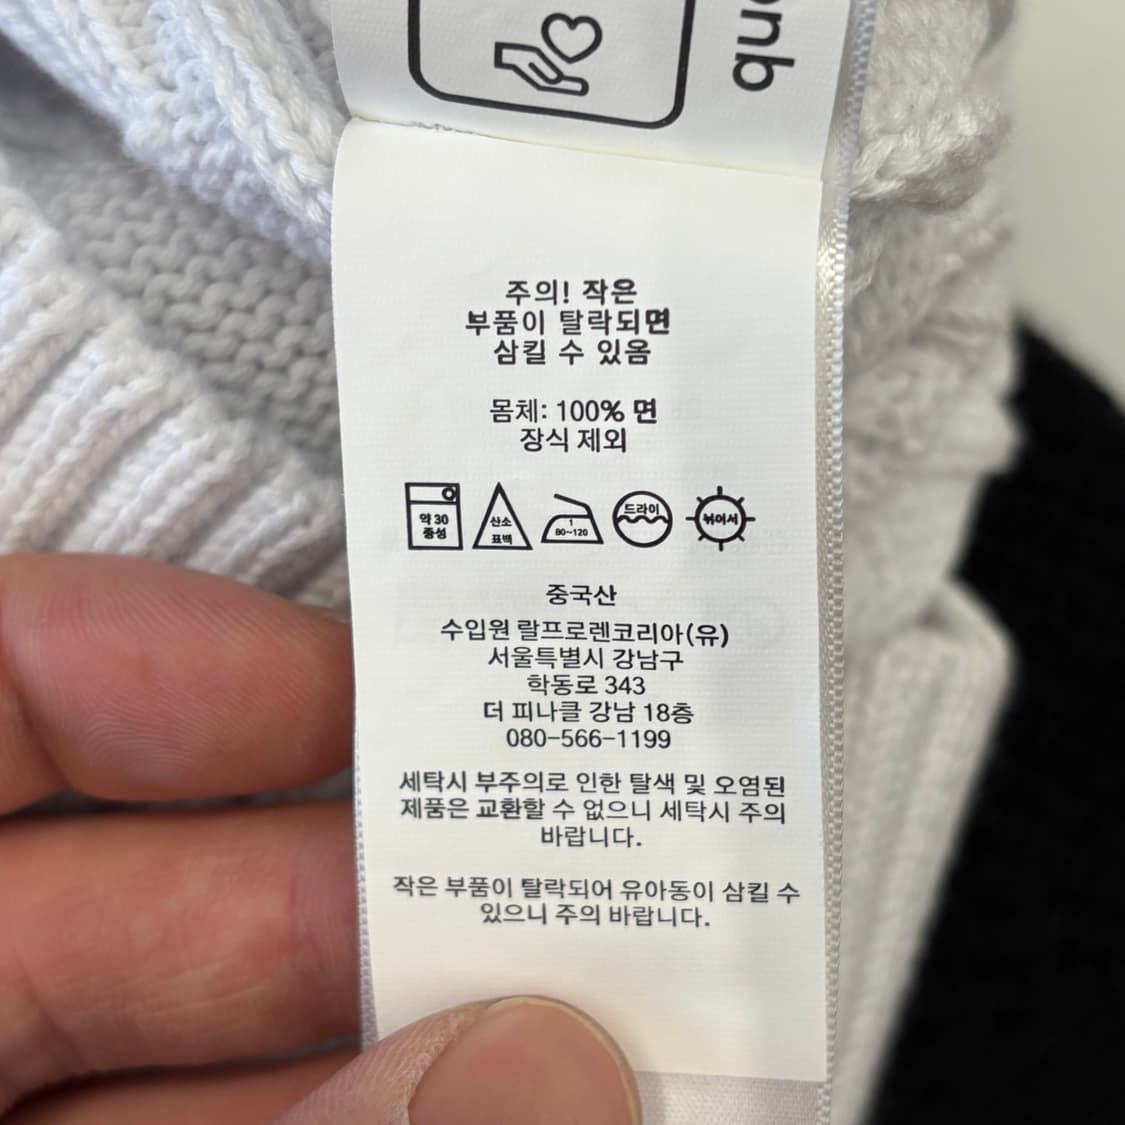 주의! 작은
부품이 탈락되면
삼킬 수 있음
몸체: 100% 면
장식 제외
약 30
중성
산소
표백
1
80~120
드라이
뉘어서
중국산
수입원 랄프로렌코리아(유)
서울특별시 강남구
학동로 343
더 피나클 강남 18층
080-566-1199
세탁시 부주의로 인한 탈색 및 오염된
제품은 교환할 수 없으니 세탁시 주의
바랍니다.
작은 부품이 탈락되어 유아동이 삼킬 수
있으니 주의 바랍니다.